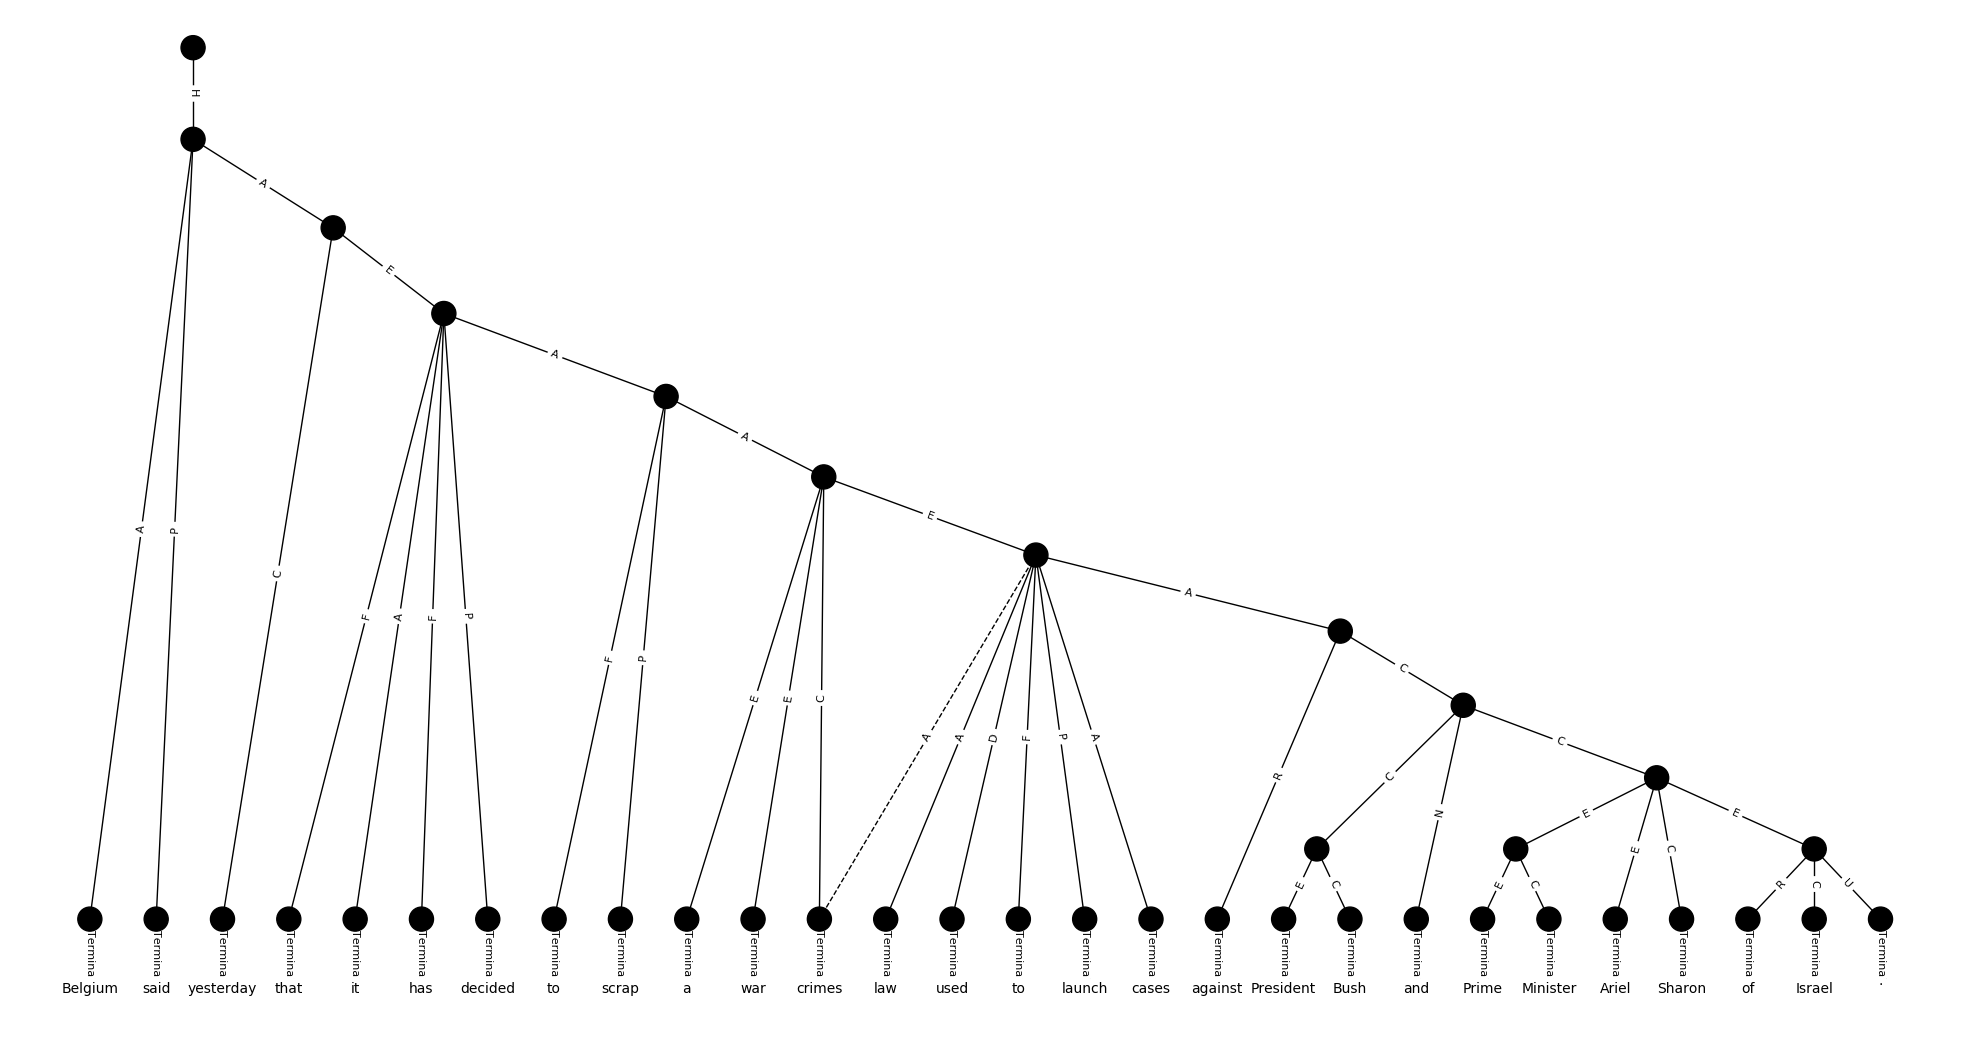 H
A
E
A
A
E
A P C F A F P F P E E C A A D F P A A R C C N C E C E C E C E C E R C U
Termina Termina Termina Termina Termina Termina Termina Termina Termina Termina Termina Termina Termina Termina Termina Termina Termina Termina Termina Termina Termina Termina Termina Termina Termina Termina Termina Termina
Belgium said yesterday that it has decided to scrap a war crimes law used to launch cases against President Bush and Prime Minister Ariel Sharon of Israel .